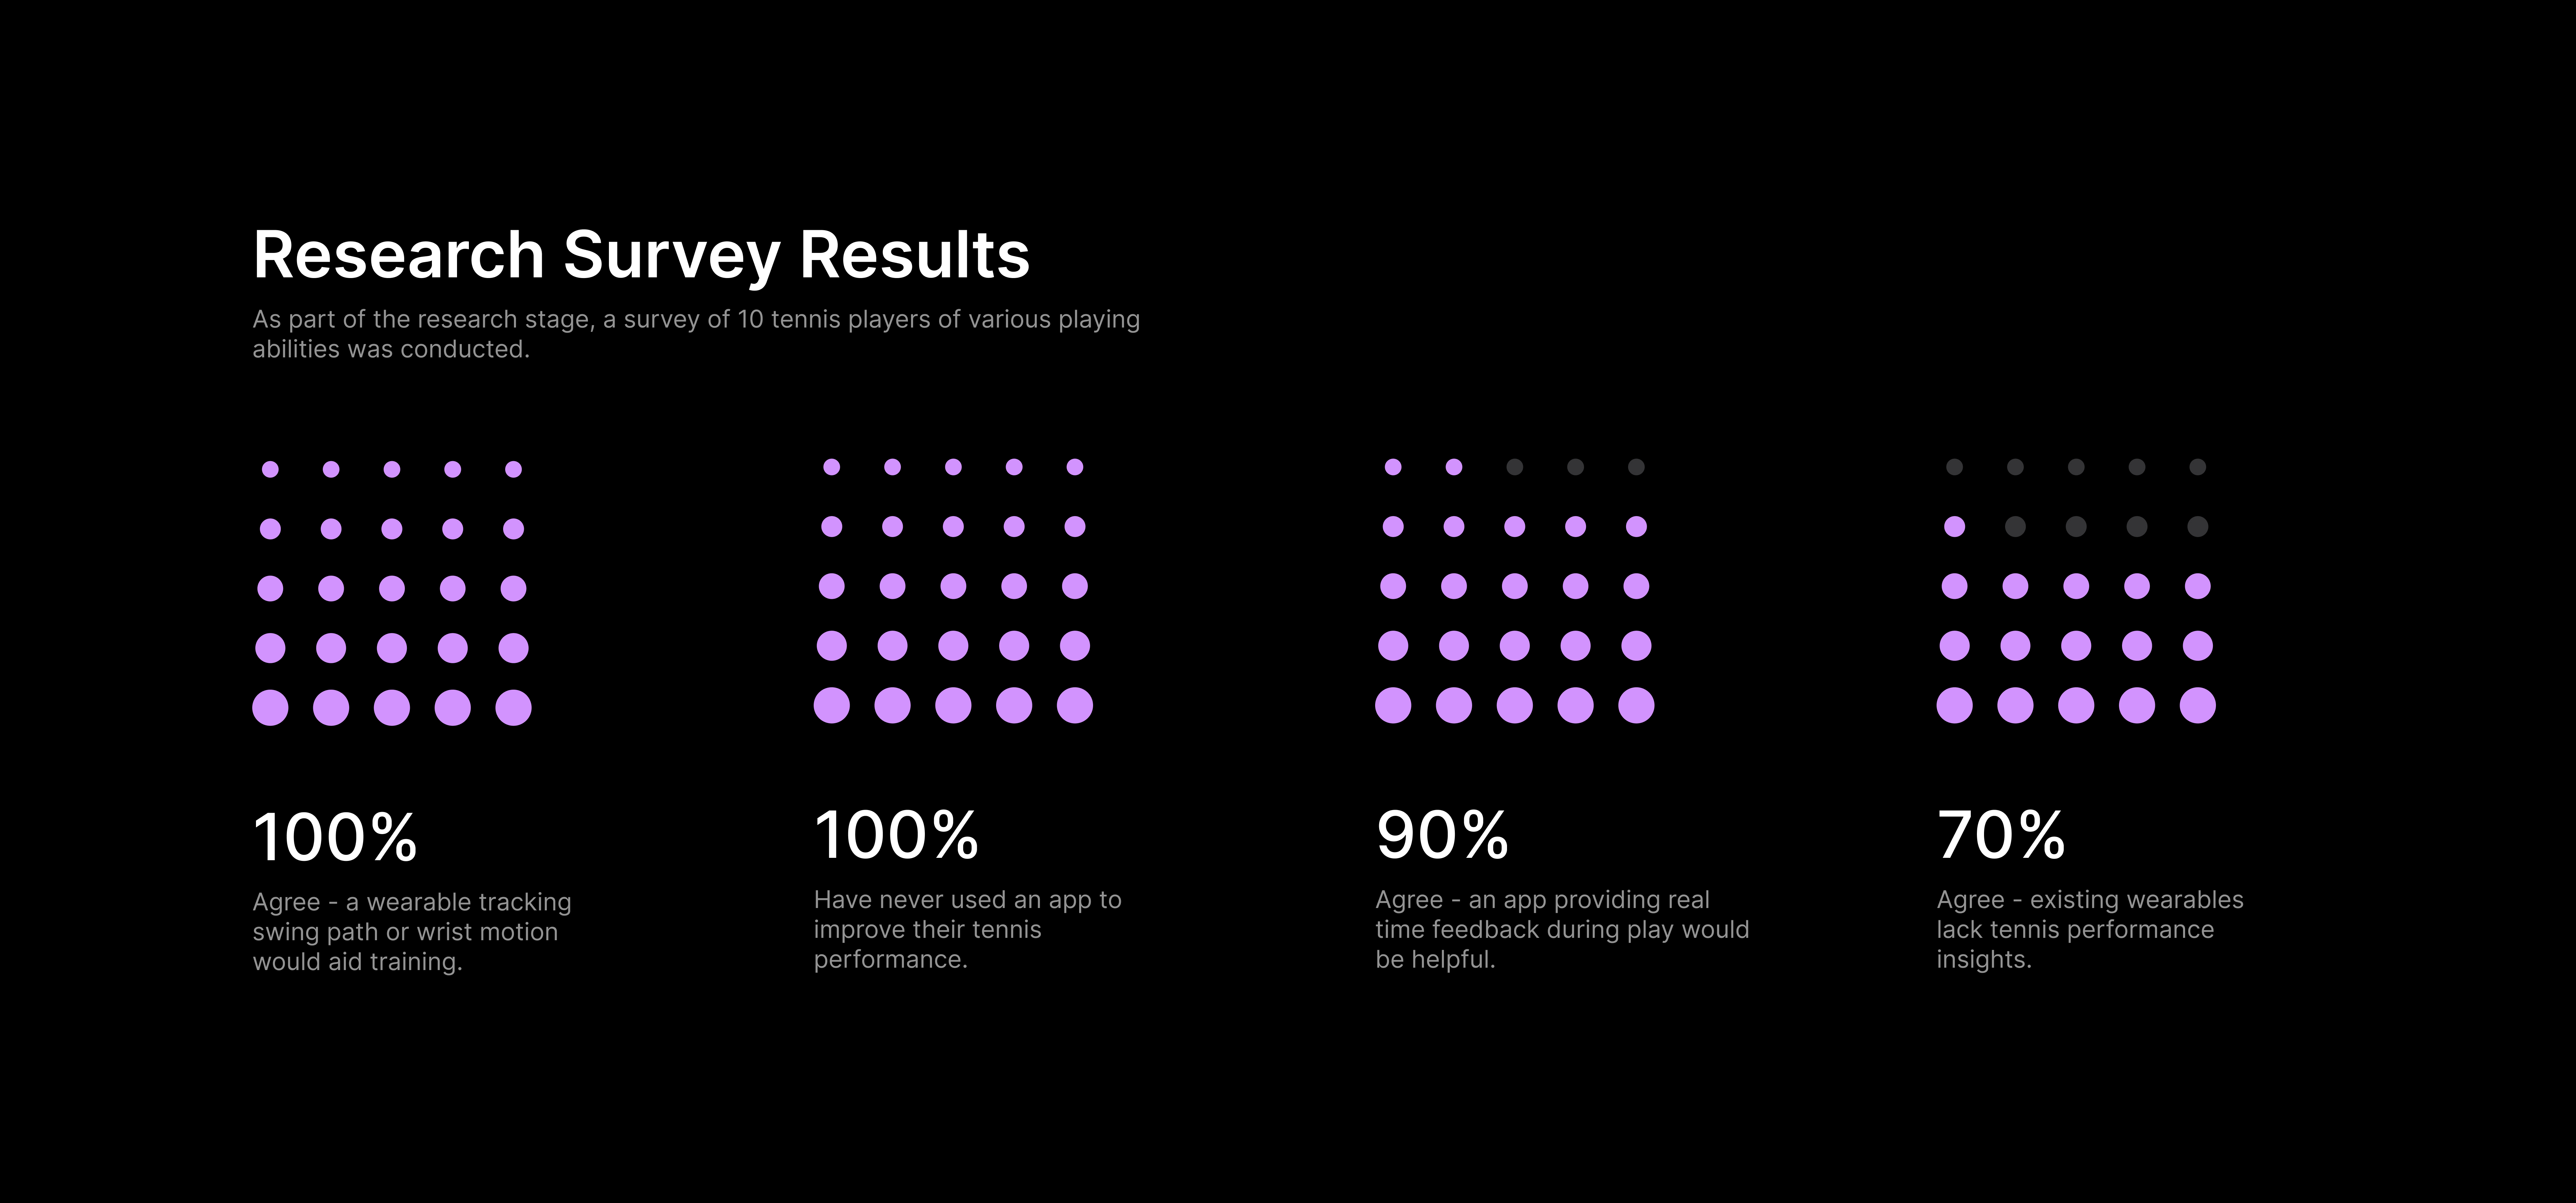 Research Survey Results
As part of the research stage, a survey of 10 tennis players of various playing
abilities was conducted.
100%
Agree - a wearable tracking
swing path or wrist motion
would aid training.
100%
Have never used an app to
improve their tennis
performance.
90%
Agree - an app providing real
time feedback during play would
be helpful.
70%
Agree - existing wearables
lack tennis performance
insights.